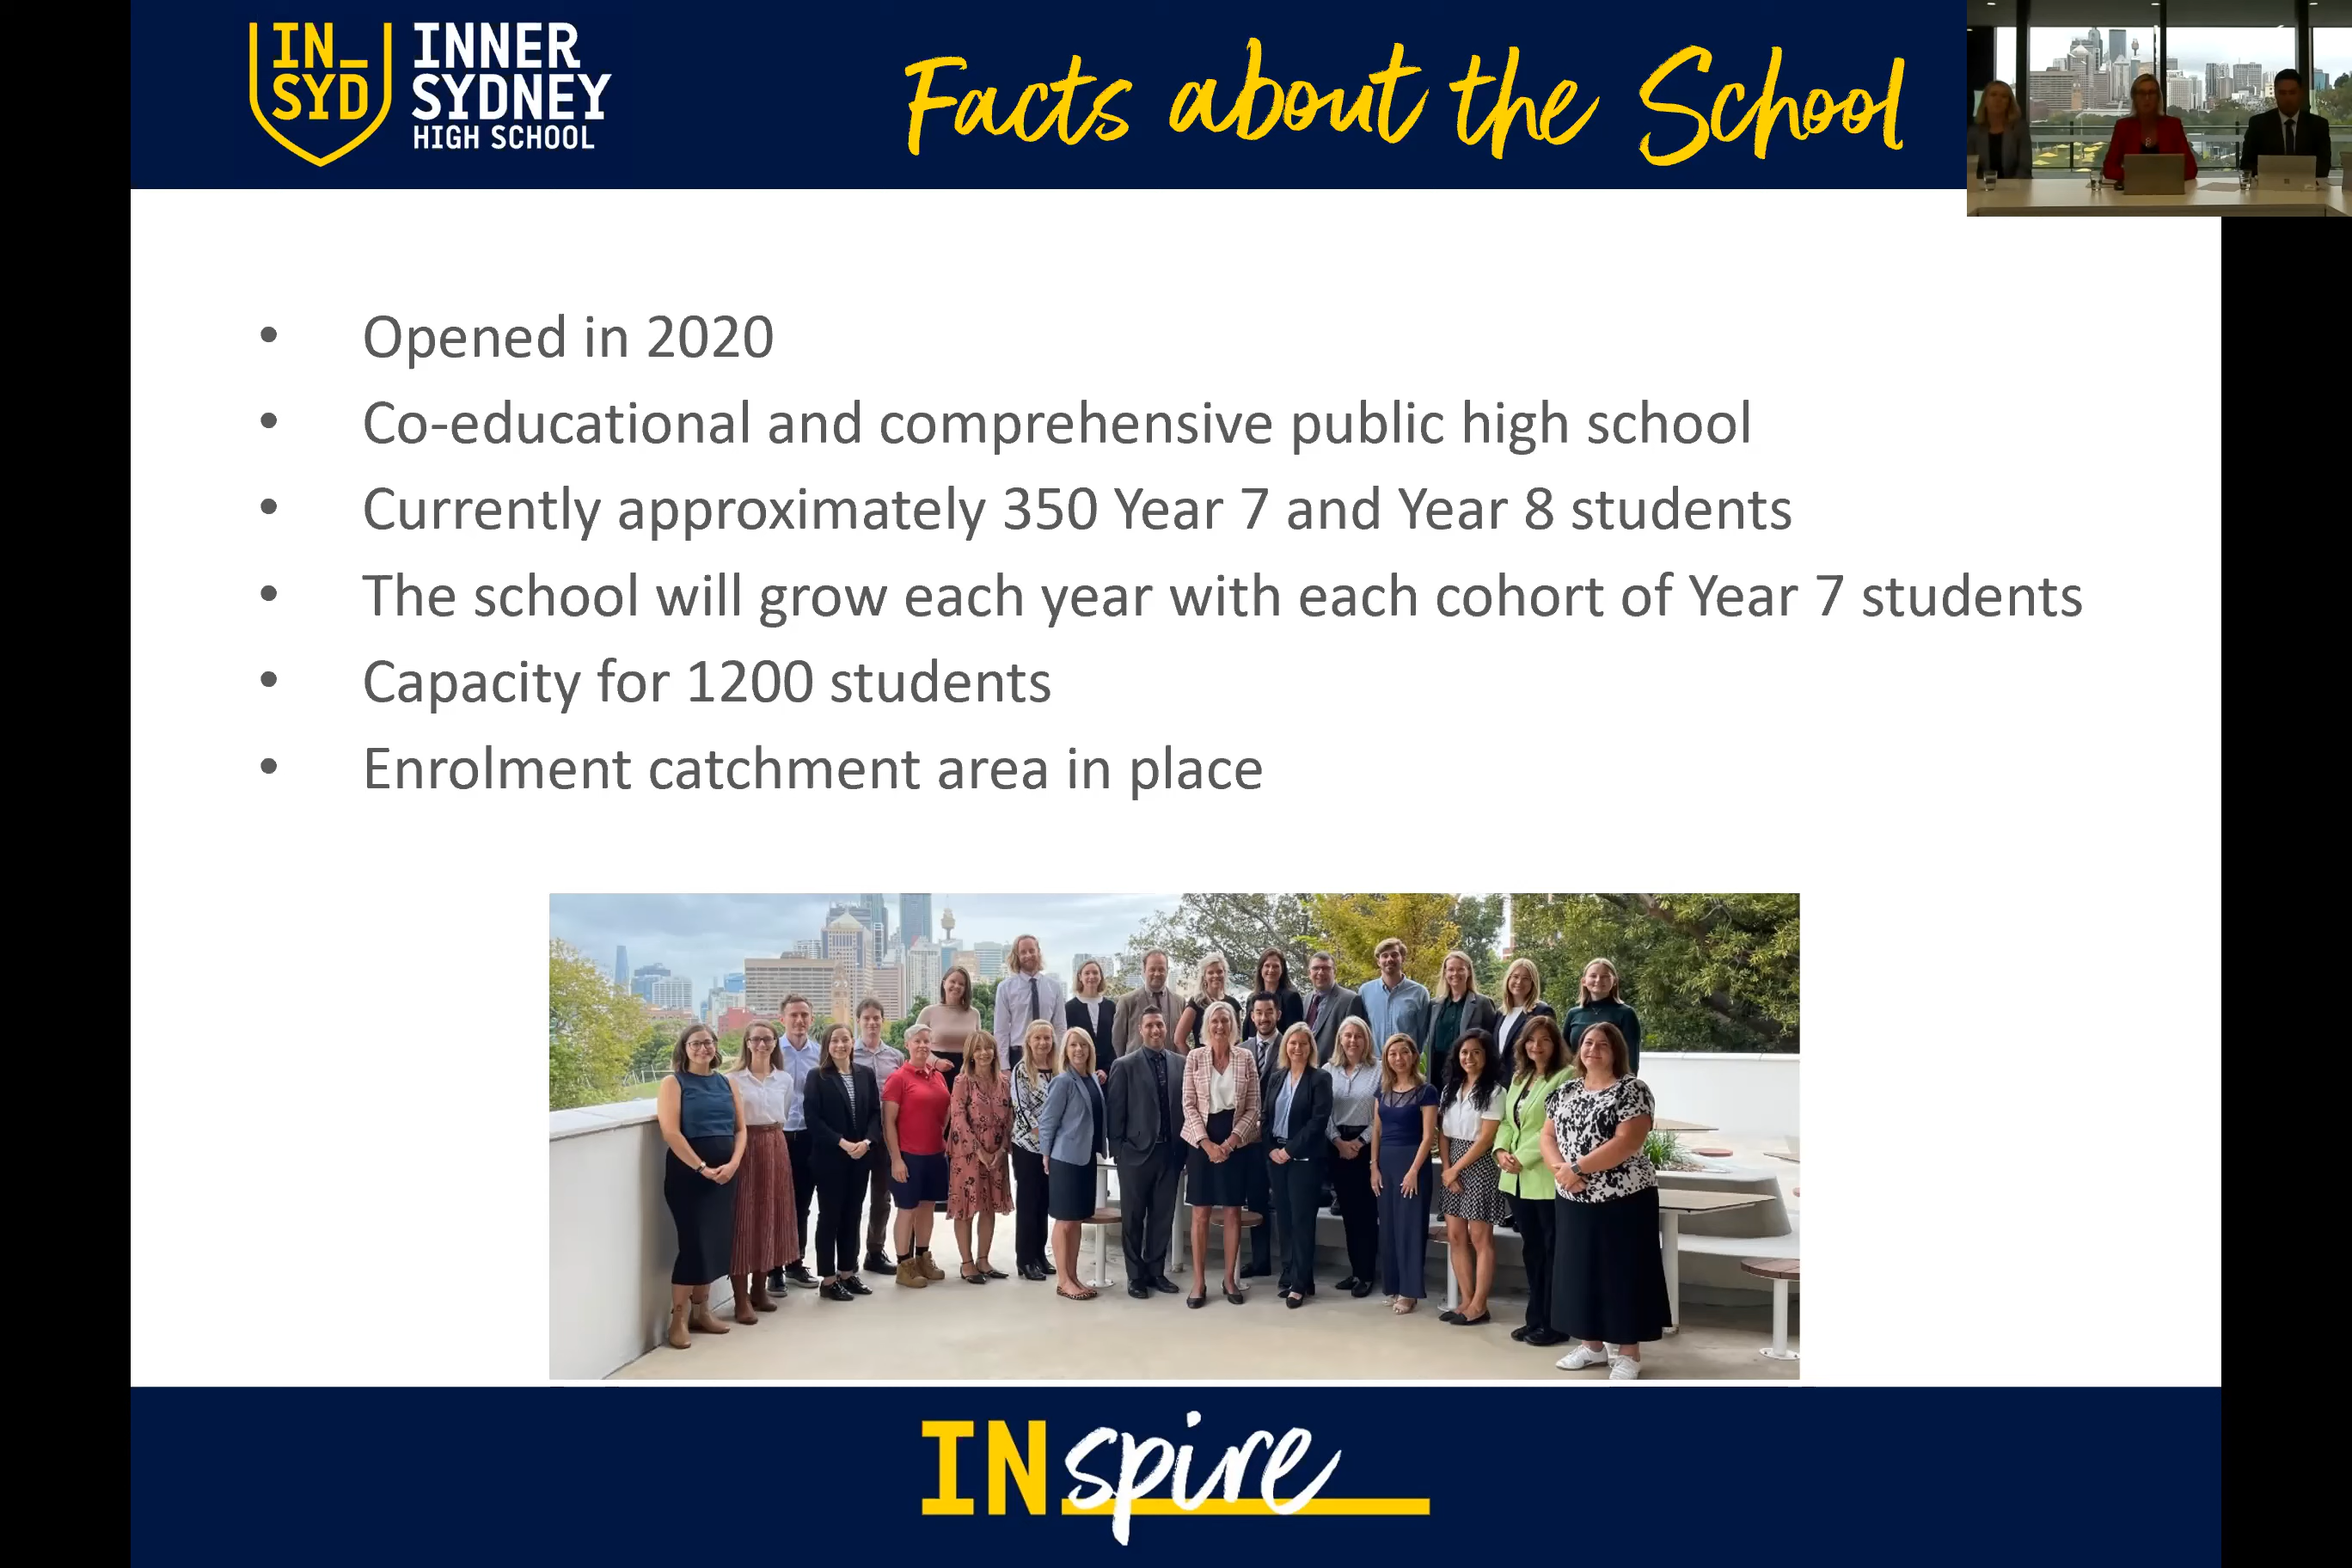 IN_
SYD
INNER
SYDNEY
HIGH SCHOOL
Facts about the School
• Opened in 2020
• Co-educational and comprehensive public high school
• Currently approximately 350 Year 7 and Year 8 students
• The school will grow each year with each cohort of Year 7 students
• Capacity for 1200 students
• Enrolment catchment area in place
INspire